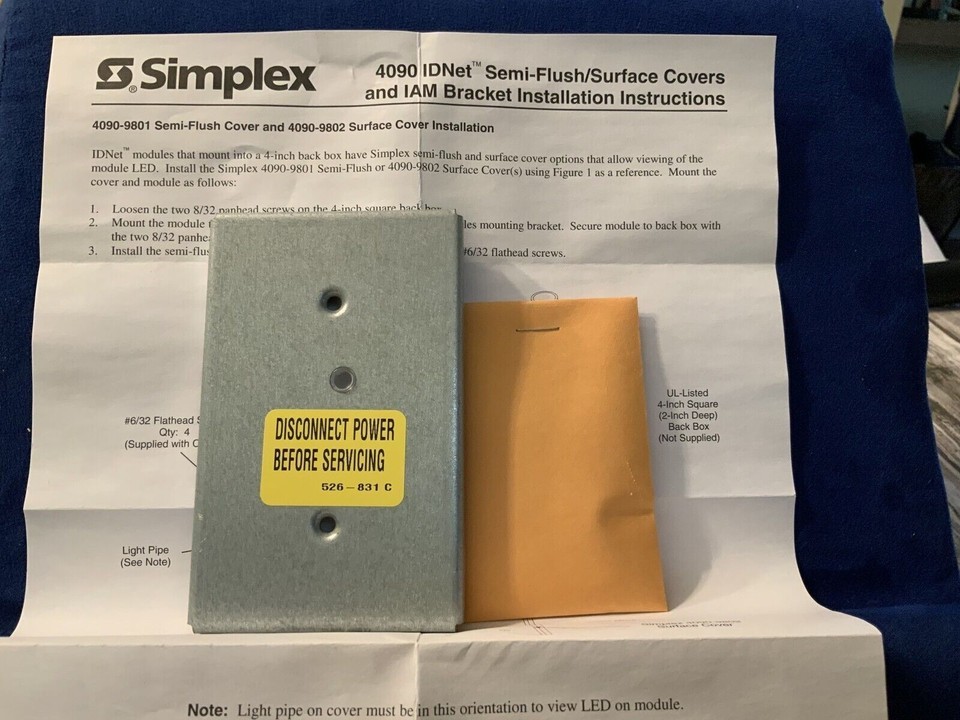 Simplex
®
4090 IDNet™ Semi-Flush/Surface Covers
and IAM Bracket Installation Instructions
4090-9801 Semi-Flush Cover and 4090-9802 Surface Cover Installation
IDNet™ modules that mount into a 4-inch back box have Simplex semi-flush and surface cover options that allow viewing of the
module LED. Install the Simplex 4090-9801 Semi-Flush or 4090-9802 Surface Cover(s) using Figure 1 as a reference. Mount the
cover and module as follows:
1. Loosen the two 8/32 panhead screws on the 4-inch square back box.
2. Mount the module les mounting bracket. Secure module to back box with
the two 8/32 panhe
3. Install the semi-flus #6/32 flathead screws.
#6/32 Flathead S
Qty: 4
(Supplied with C
Light Pipe
(See Note)
DISCONNECT POWER
BEFORE SERVICING
526-831 C
UL-Listed
4-Inch Square
(2-Inch Deep)
Back Box
(Not Supplied)
Surface Cover
Note: Light pipe on cover must be in this orientation to view LED on module.